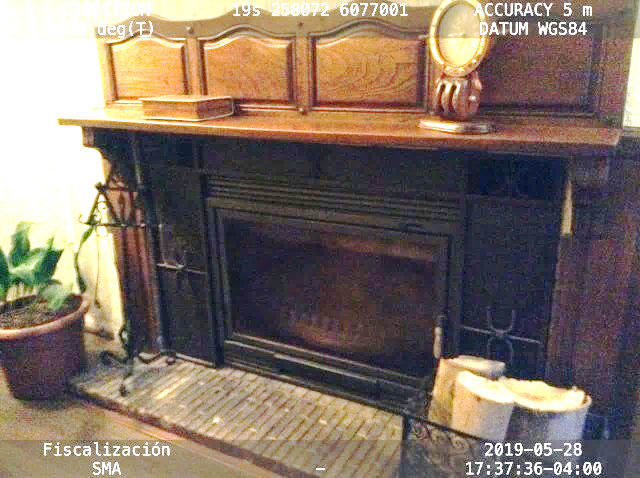 19s 258072 6077001
ACCURACY 5 m
deg(T)
DATUM WGS84
Fiscalización
SMA
2019-05-28
17:37:36-04:00